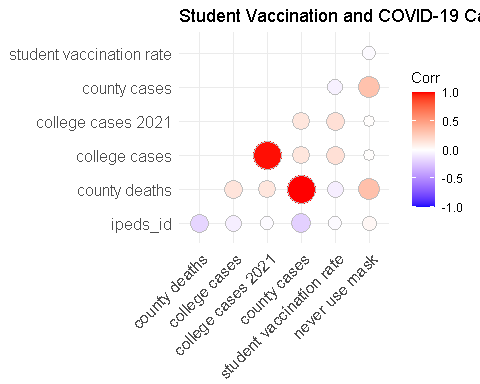 Student Vaccination and COVID-19 Ca
student vaccination rate
county cases
college cases 2021
college cases
county deaths
ipeds_id
county deaths
college cases
college cases 2021
county cases
student vaccination rate
never use mask
Corr
1.0
0.5
0.0
-0.5
-1.0